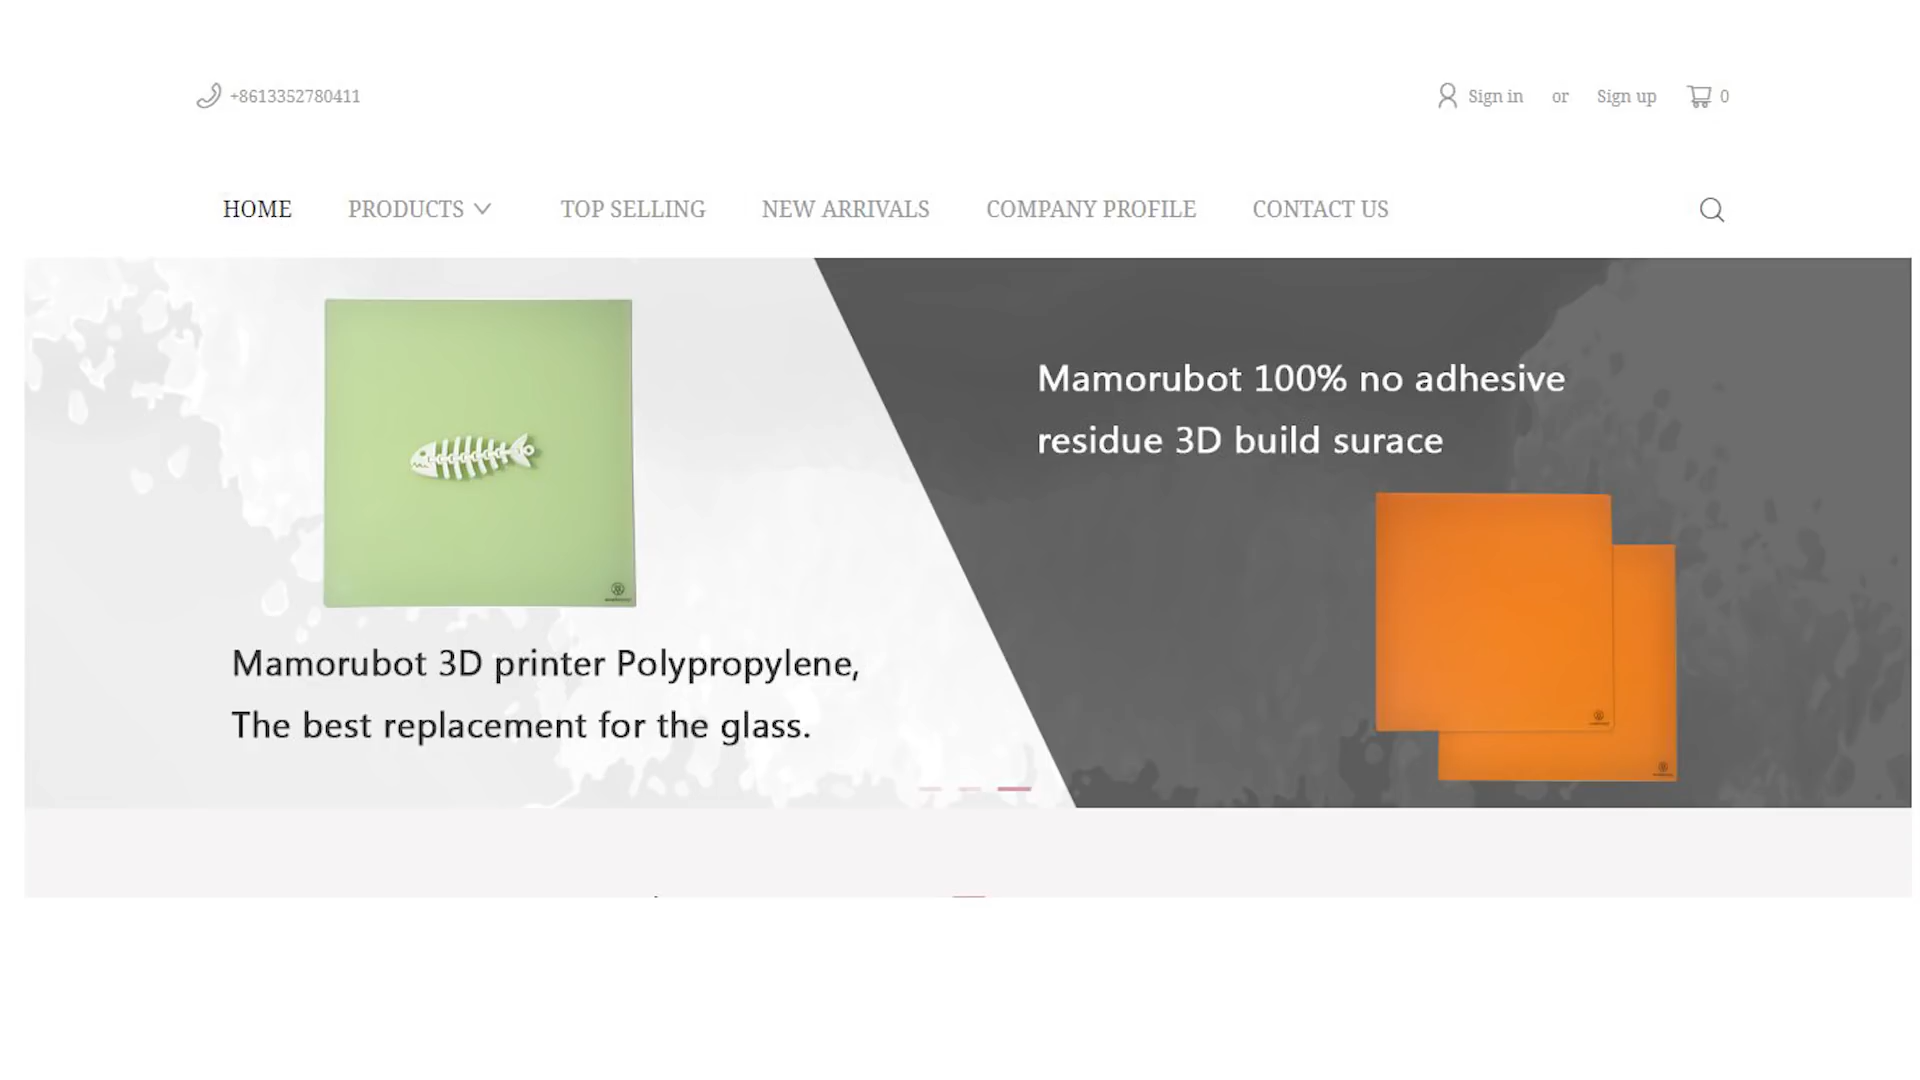 +8613352780411
Sign in or Sign up 0
HOME PRODUCTS TOP SELLING NEW ARRIVALS COMPANY PROFILE CONTACT US
Mamorubot 100% no adhesive
residue 3D build surace
Mamorubot 3D printer Polypropylene,
The best replacement for the glass.